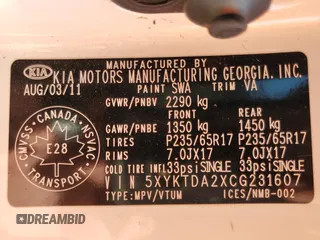 MANUFACTURED BY
KIA KIA MOTORS MANUFACTURING GEORGIA, INC.
AUG/03/11 PAINT SWA TRIM VA
GVWR/PNBV 2290 kg
FRONT REAR
GAWR/PNBE 1350 kg 1450 kg
TIRES P235/65R17 P235/65R17
RIMS 7.0JX17 7.0JX17
COLD TIRE INFL 33psi SINGLE 33psi SINGLE
VIN 5XYKTDA2XCG231607
TYPE:MPV/VTUM ICES/NMB-002
CMVSS · CANADA · NSVAC
E28
TRANSPORT
DREAMBID